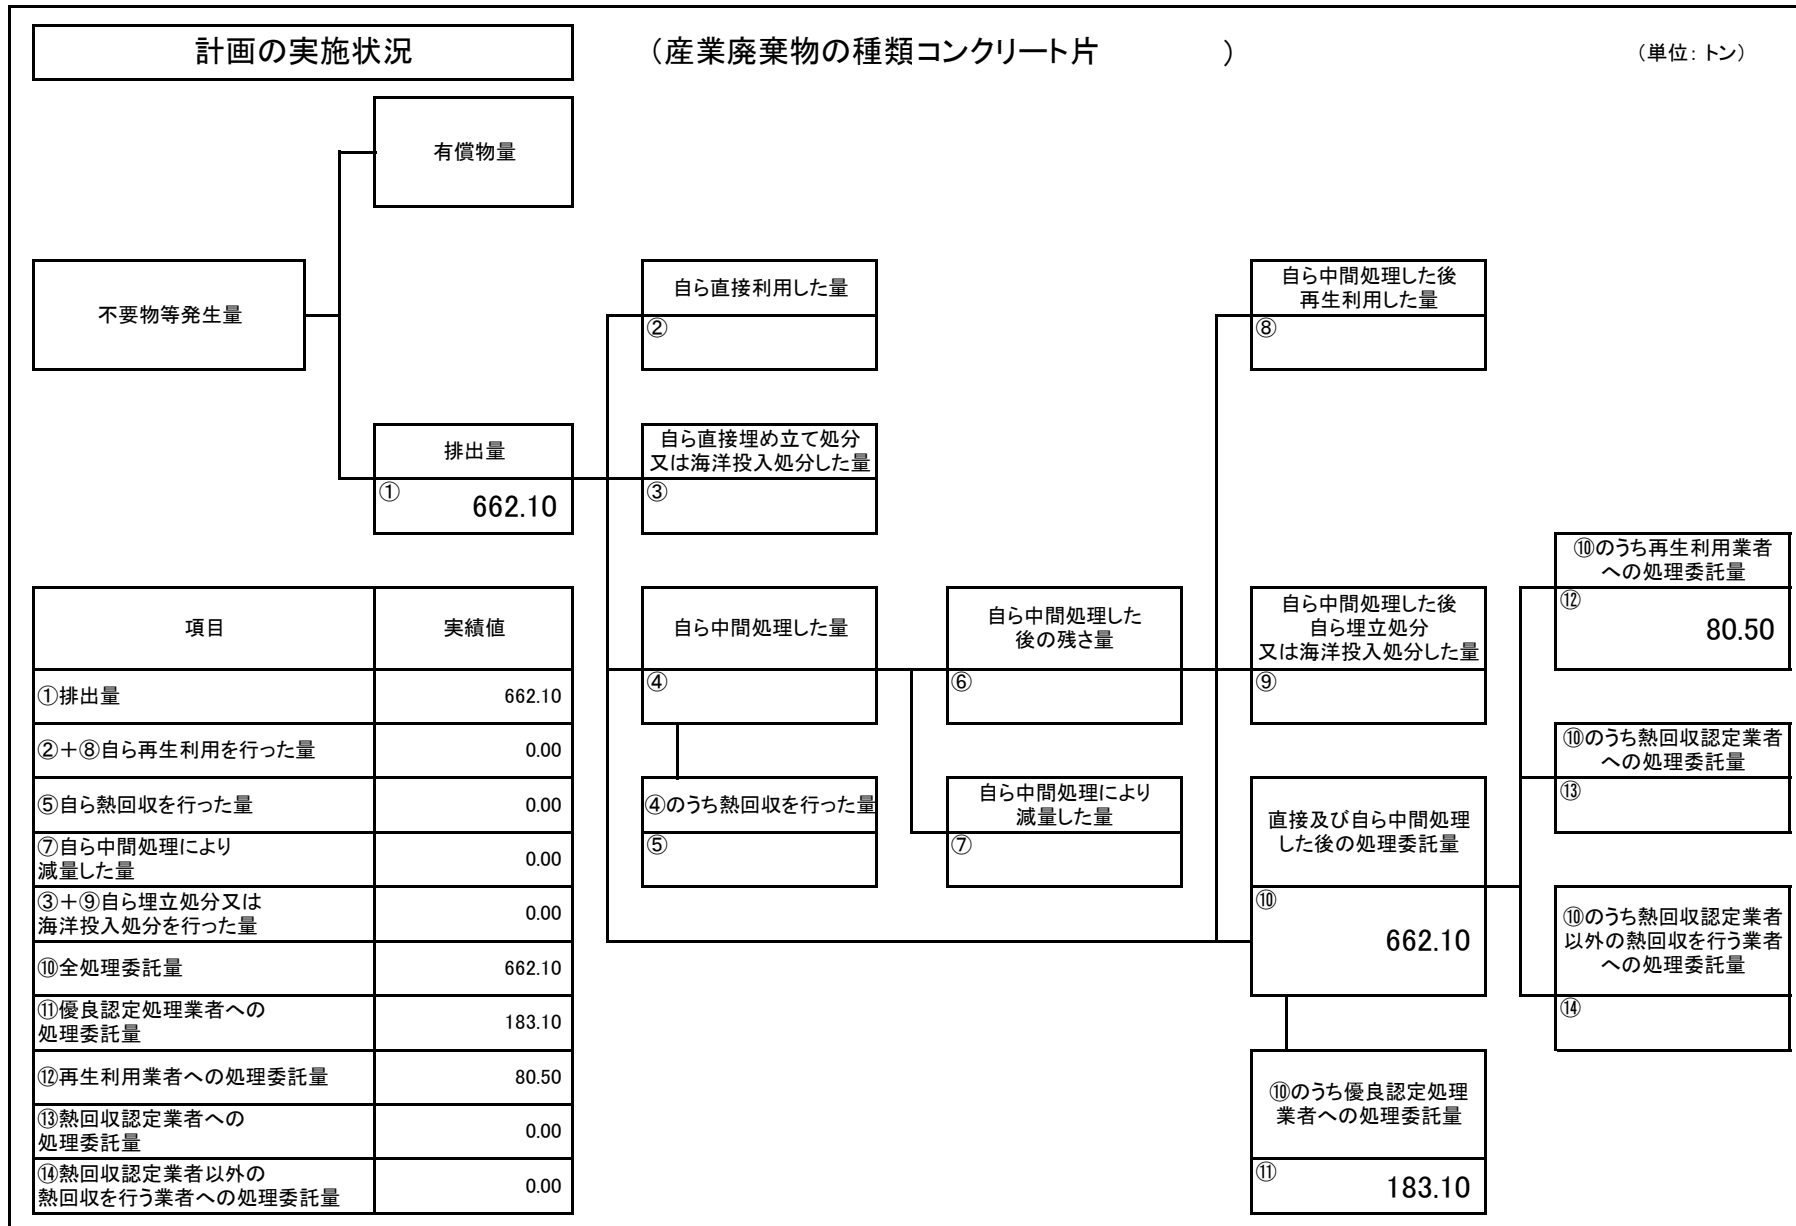 計画の実施状況
（産業廃棄物の種類コンクリート片 ）
（単位：トン）
有償物量
不要物等発生量
自ら直接利用した量
②
自ら中間処理した後
再生利用した量
⑧
排出量
①
662.10
自ら直接埋め立て処分
又は海洋投入処分した量
③
⑩のうち再生利用業者
への処理委託量
⑫
80.50
自ら中間処理した量
④
自ら中間処理した
後の残さ量
⑥
自ら中間処理した後
自ら埋立処分
又は海洋投入処分した量
⑨
⑩のうち熱回収認定業者
への処理委託量
⑬
④のうち熱回収を行った量
⑤
自ら中間処理により
減量した量
⑦
直接及び自ら中間処理
した後の処理委託量
⑩
662.10
⑩のうち熱回収認定業者
以外の熱回収を行う業者
への処理委託量
⑭
⑩のうち優良認定処理
業者への処理委託量
⑪
183.10
項目 実績値
①排出量 662.10
②＋⑧自ら再生利用を行った量 0.00
⑤自ら熱回収を行った量 0.00
⑦自ら中間処理により
減量した量 0.00
③＋⑨自ら埋立処分又は
海洋投入処分を行った量 0.00
⑩全処理委託量 662.10
⑪優良認定処理業者への
処理委託量 183.10
⑫再生利用業者への処理委託量 80.50
⑬熱回収認定業者への
処理委託量 0.00
⑭熱回収認定業者以外の
熱回収を行う業者への処理委託量 0.00